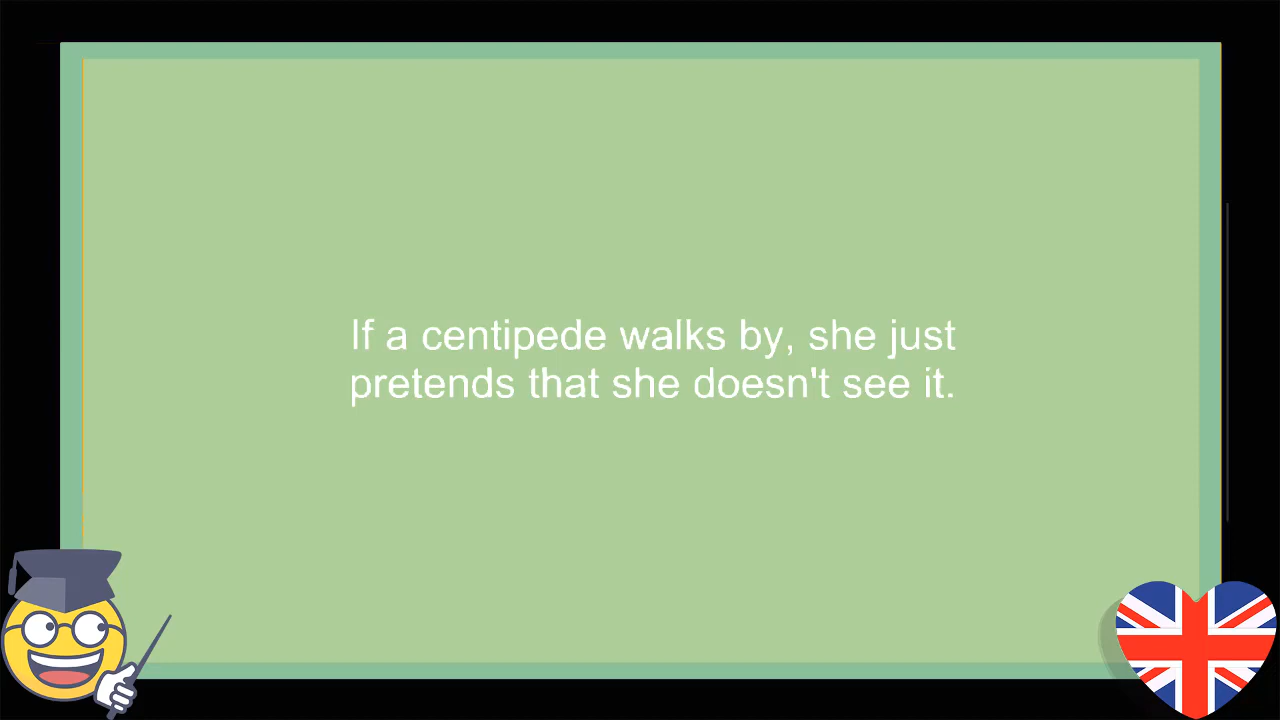 If a centipede walks by, she just
pretends that she doesn't see it.